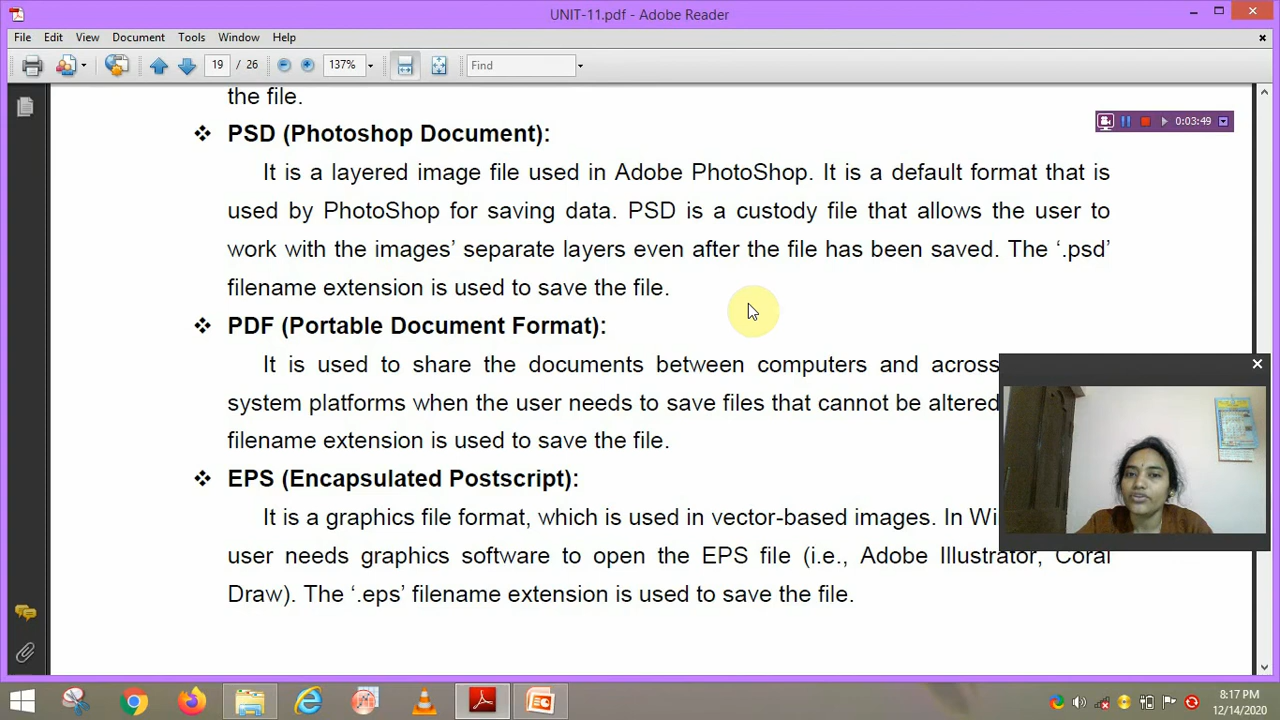 UNIT-11.pdf - Adobe Reader
File Edit View Document Tools Window Help
19 / 26 137% Find
the file.
❖ PSD (Photoshop Document):
0:03:49
It is a layered image file used in Adobe PhotoShop. It is a default format that is
used by PhotoShop for saving data. PSD is a custody file that allows the user to
work with the images' separate layers even after the file has been saved. The '.psd'
filename extension is used to save the file.
❖ PDF (Portable Document Format):
It is used to share the documents between computers and across
system platforms when the user needs to save files that cannot be altered
filename extension is used to save the file.
❖ EPS (Encapsulated Postscript):
It is a graphics file format, which is used in vector-based images. In Wi
user needs graphics software to open the EPS file (i.e., Adobe Illustrator, Coral
Draw). The '.eps' filename extension is used to save the file.
8:17 PM
12/14/2020